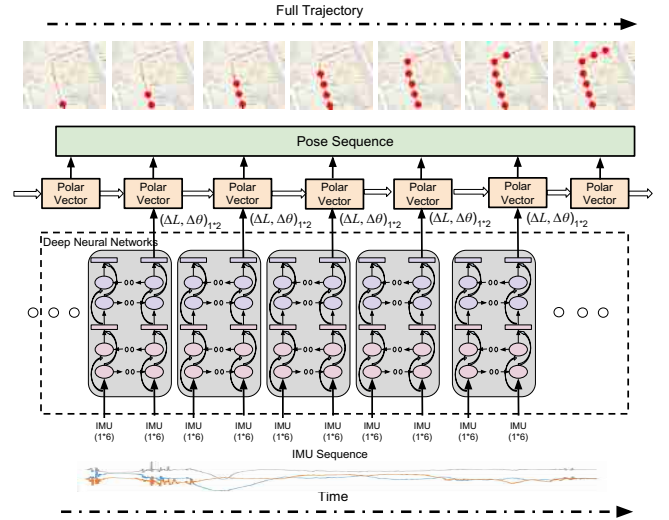 Full Trajectory
Pose Sequence
Polar Vector Polar Vector Polar Vector Polar Vector Polar Vector Polar Vector Polar Vector
(ΔL, Δθ)1*2 (ΔL, Δθ)1*2 (ΔL, Δθ)1*2 (ΔL, Δθ)1*2 (ΔL, Δθ)1*2
Deep Neural Networks
IMU IMU IMU IMU IMU IMU IMU IMU IMU IMU
(1*6) (1*6) (1*6) (1*6) (1*6) (1*6) (1*6) (1*6) (1*6) (1*6)
IMU Sequence
Time